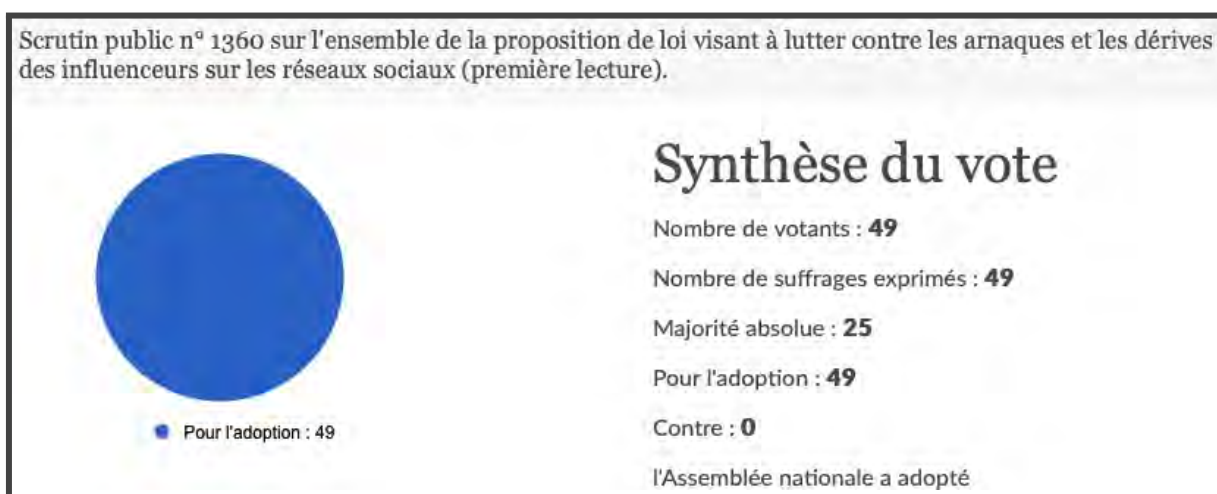 Scrutin public n° 1360 sur l'ensemble de la proposition de loi visant à lutter contre les arnaques et les dérives
des influenceurs sur les réseaux sociaux (première lecture).
Pour l'adoption : 49
Synthèse du vote
Nombre de votants : 49
Nombre de suffrages exprimés : 49
Majorité absolue : 25
Pour l'adoption : 49
Contre : 0
l'Assemblée nationale a adopté